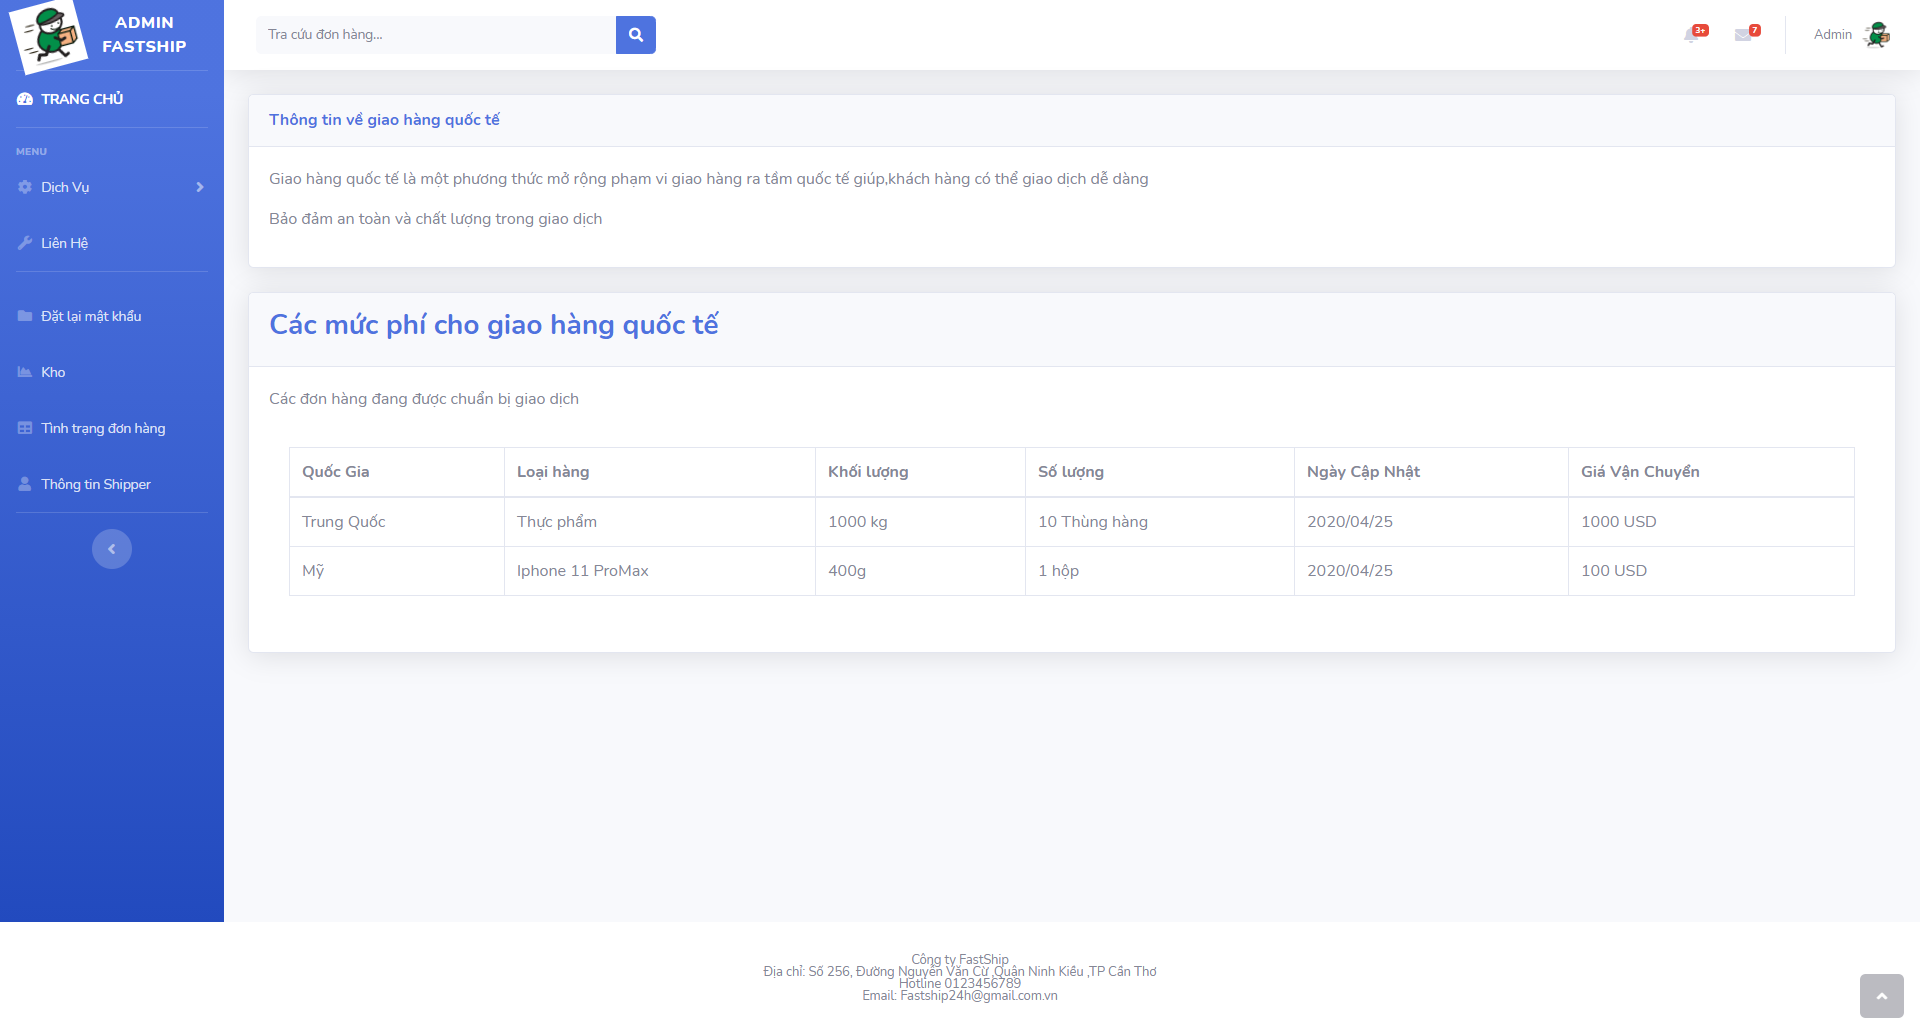 ADMIN
FASTSHIP
TRANG CHỦ
MENU
Dịch Vụ
Liên Hệ
Đặt lại mật khẩu
Kho
Tình trạng đơn hàng
Thông tin Shipper
Tra cứu đơn hàng...
3+
7
Admin
Thông tin về giao hàng quốc tế
Giao hàng quốc tế là một phương thức mở rộng phạm vi giao hàng ra tầm quốc tế giúp,khách hàng có thể giao dịch dễ dàng
Bảo đảm an toàn và chất lượng trong giao dịch
Các mức phí cho giao hàng quốc tế
Các đơn hàng đang được chuẩn bị giao dịch
Quốc Gia Loại hàng Khối lượng Số lượng Ngày Cập Nhật Giá Vận Chuyển
Trung Quốc Thực phẩm 1000 kg 10 Thùng hàng 2020/04/25 1000 USD
Mỹ Iphone 11 ProMax 400g 1 hộp 2020/04/25 100 USD
Công ty FastShip
Địa chỉ: Số 256, Đường Nguyễn Văn Cừ ,Quận Ninh Kiều ,TP Cần Thơ
Hotline 0123456789
Email: Fastship24h@gmail.com.vn